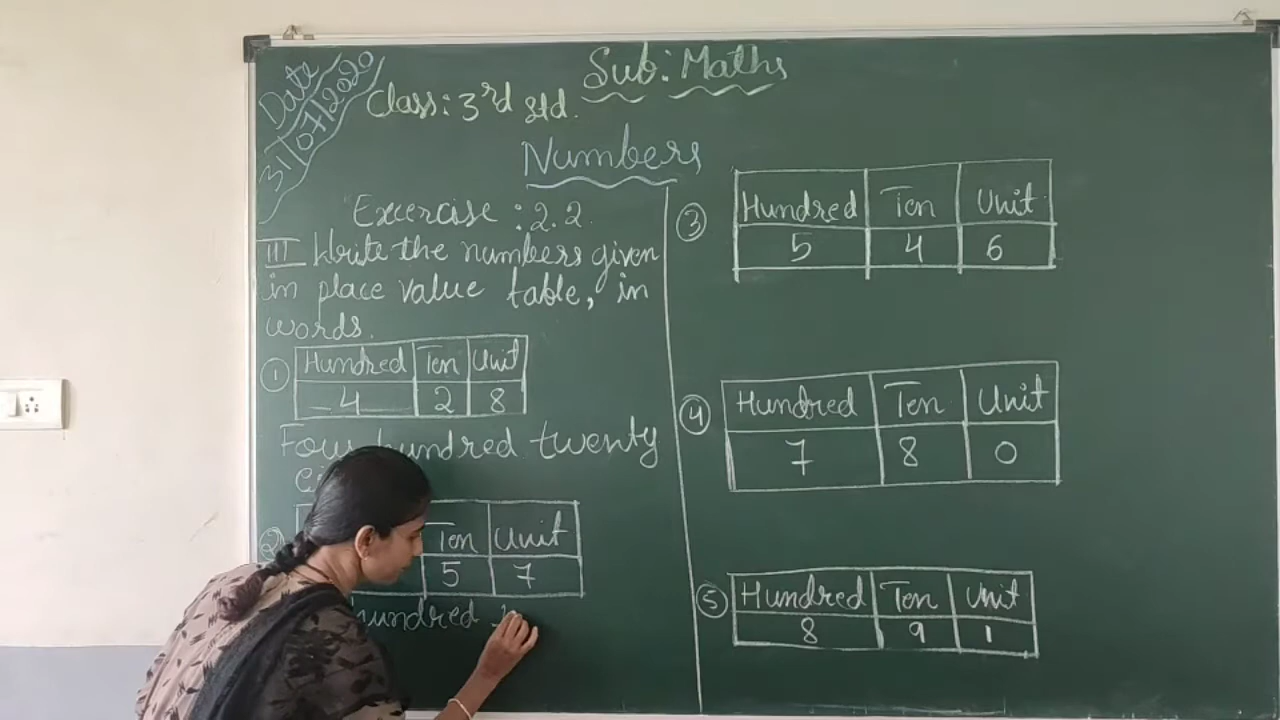 Date
31/07/2020
Sub: Maths
Class: 3rd std.
Numbers
Excercise : 2.2.
III Write the numbers given
in place value table, in
words.
① Hundred Ten Unit
4 2 8
Four hundred twenty
② Ten Unit
5 7
hundred
③ Hundred Ten Unit
5 4 6
④ Hundred Ten Unit
7 8 0
⑤ Hundred Ten Unit
8 9 1